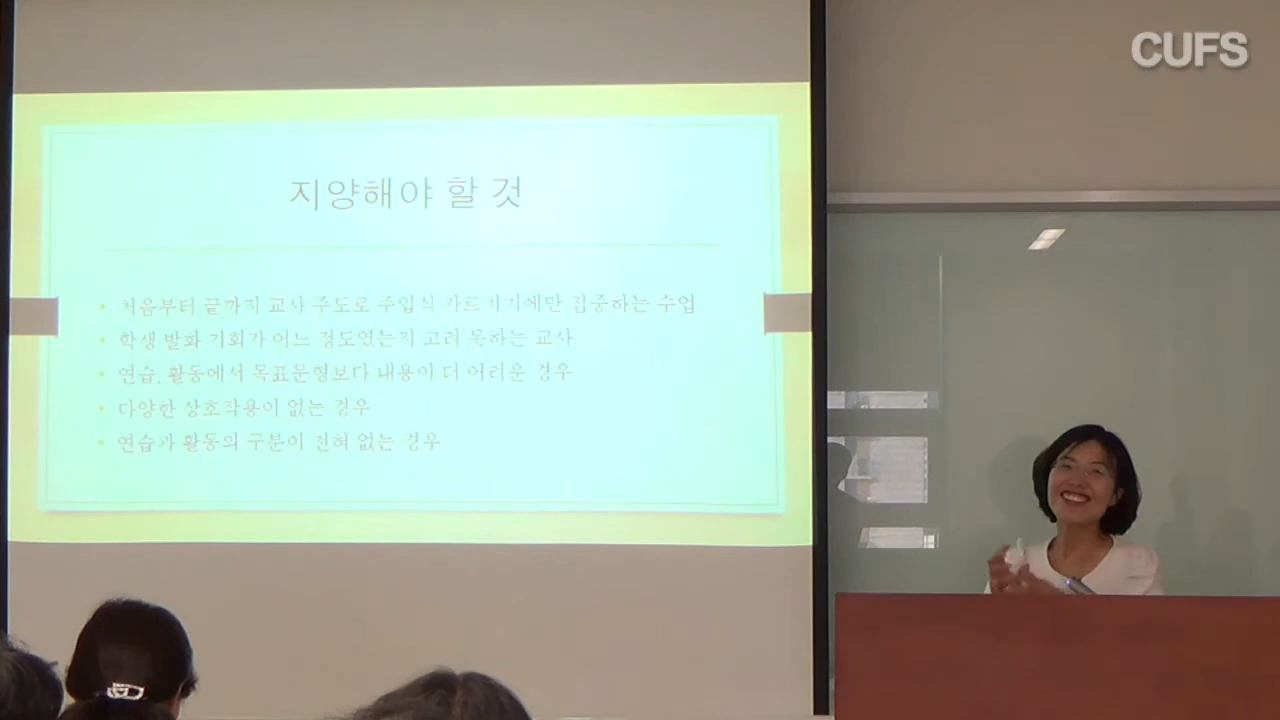 CUFS
지양해야 할 것
처음부터 끝까지 교사 주도로 주입식 가르치기에만 집중하는 수업
학생 발화 기회가 어느 정도였는지 고려 못하는 교사
연습, 활동에서 목표문형보다 내용이 더 어려운 경우
다양한 상호작용이 없는 경우
연습과 활동의 구분이 전혀 없는 경우